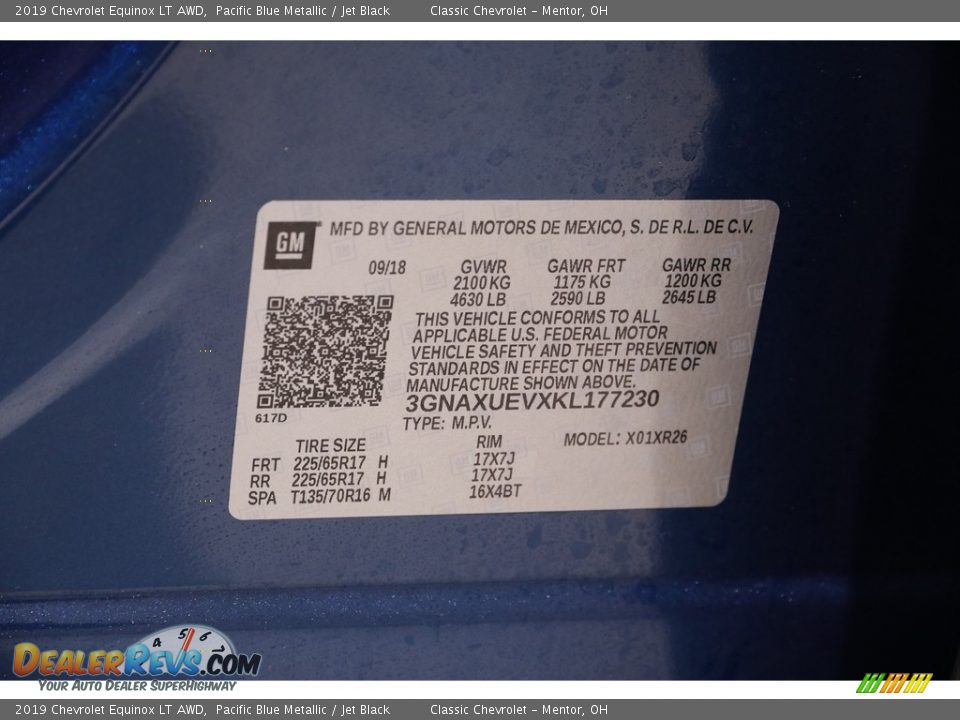 2019 Chevrolet Equinox LT AWD, Pacific Blue Metallic / Jet Black Classic Chevrolet - Mentor, OH
GM MFD BY GENERAL MOTORS DE MEXICO, S. DE R.L. DE C.V.
09/18 GVWR GAWR FRT GAWR RR
2100 KG 1175 KG 1200 KG
4630 LB 2590 LB 2645 LB
THIS VEHICLE CONFORMS TO ALL
APPLICABLE U.S. FEDERAL MOTOR
VEHICLE SAFETY AND THEFT PREVENTION
STANDARDS IN EFFECT ON THE DATE OF
MANUFACTURE SHOWN ABOVE.
3GNAXUEVXKL177230
617D
TYPE: M.P.V.
TIRE SIZE RIM MODEL: X01XR26
FRT 225/65R17 H 17X7J
RR 225/65R17 H 17X7J
SPA T135/70R16 M 16X4BT
4 5 6
DealerRevs.com
Your Auto Dealer SuperHighway
2019 Chevrolet Equinox LT AWD, Pacific Blue Metallic / Jet Black Classic Chevrolet - Mentor, OH